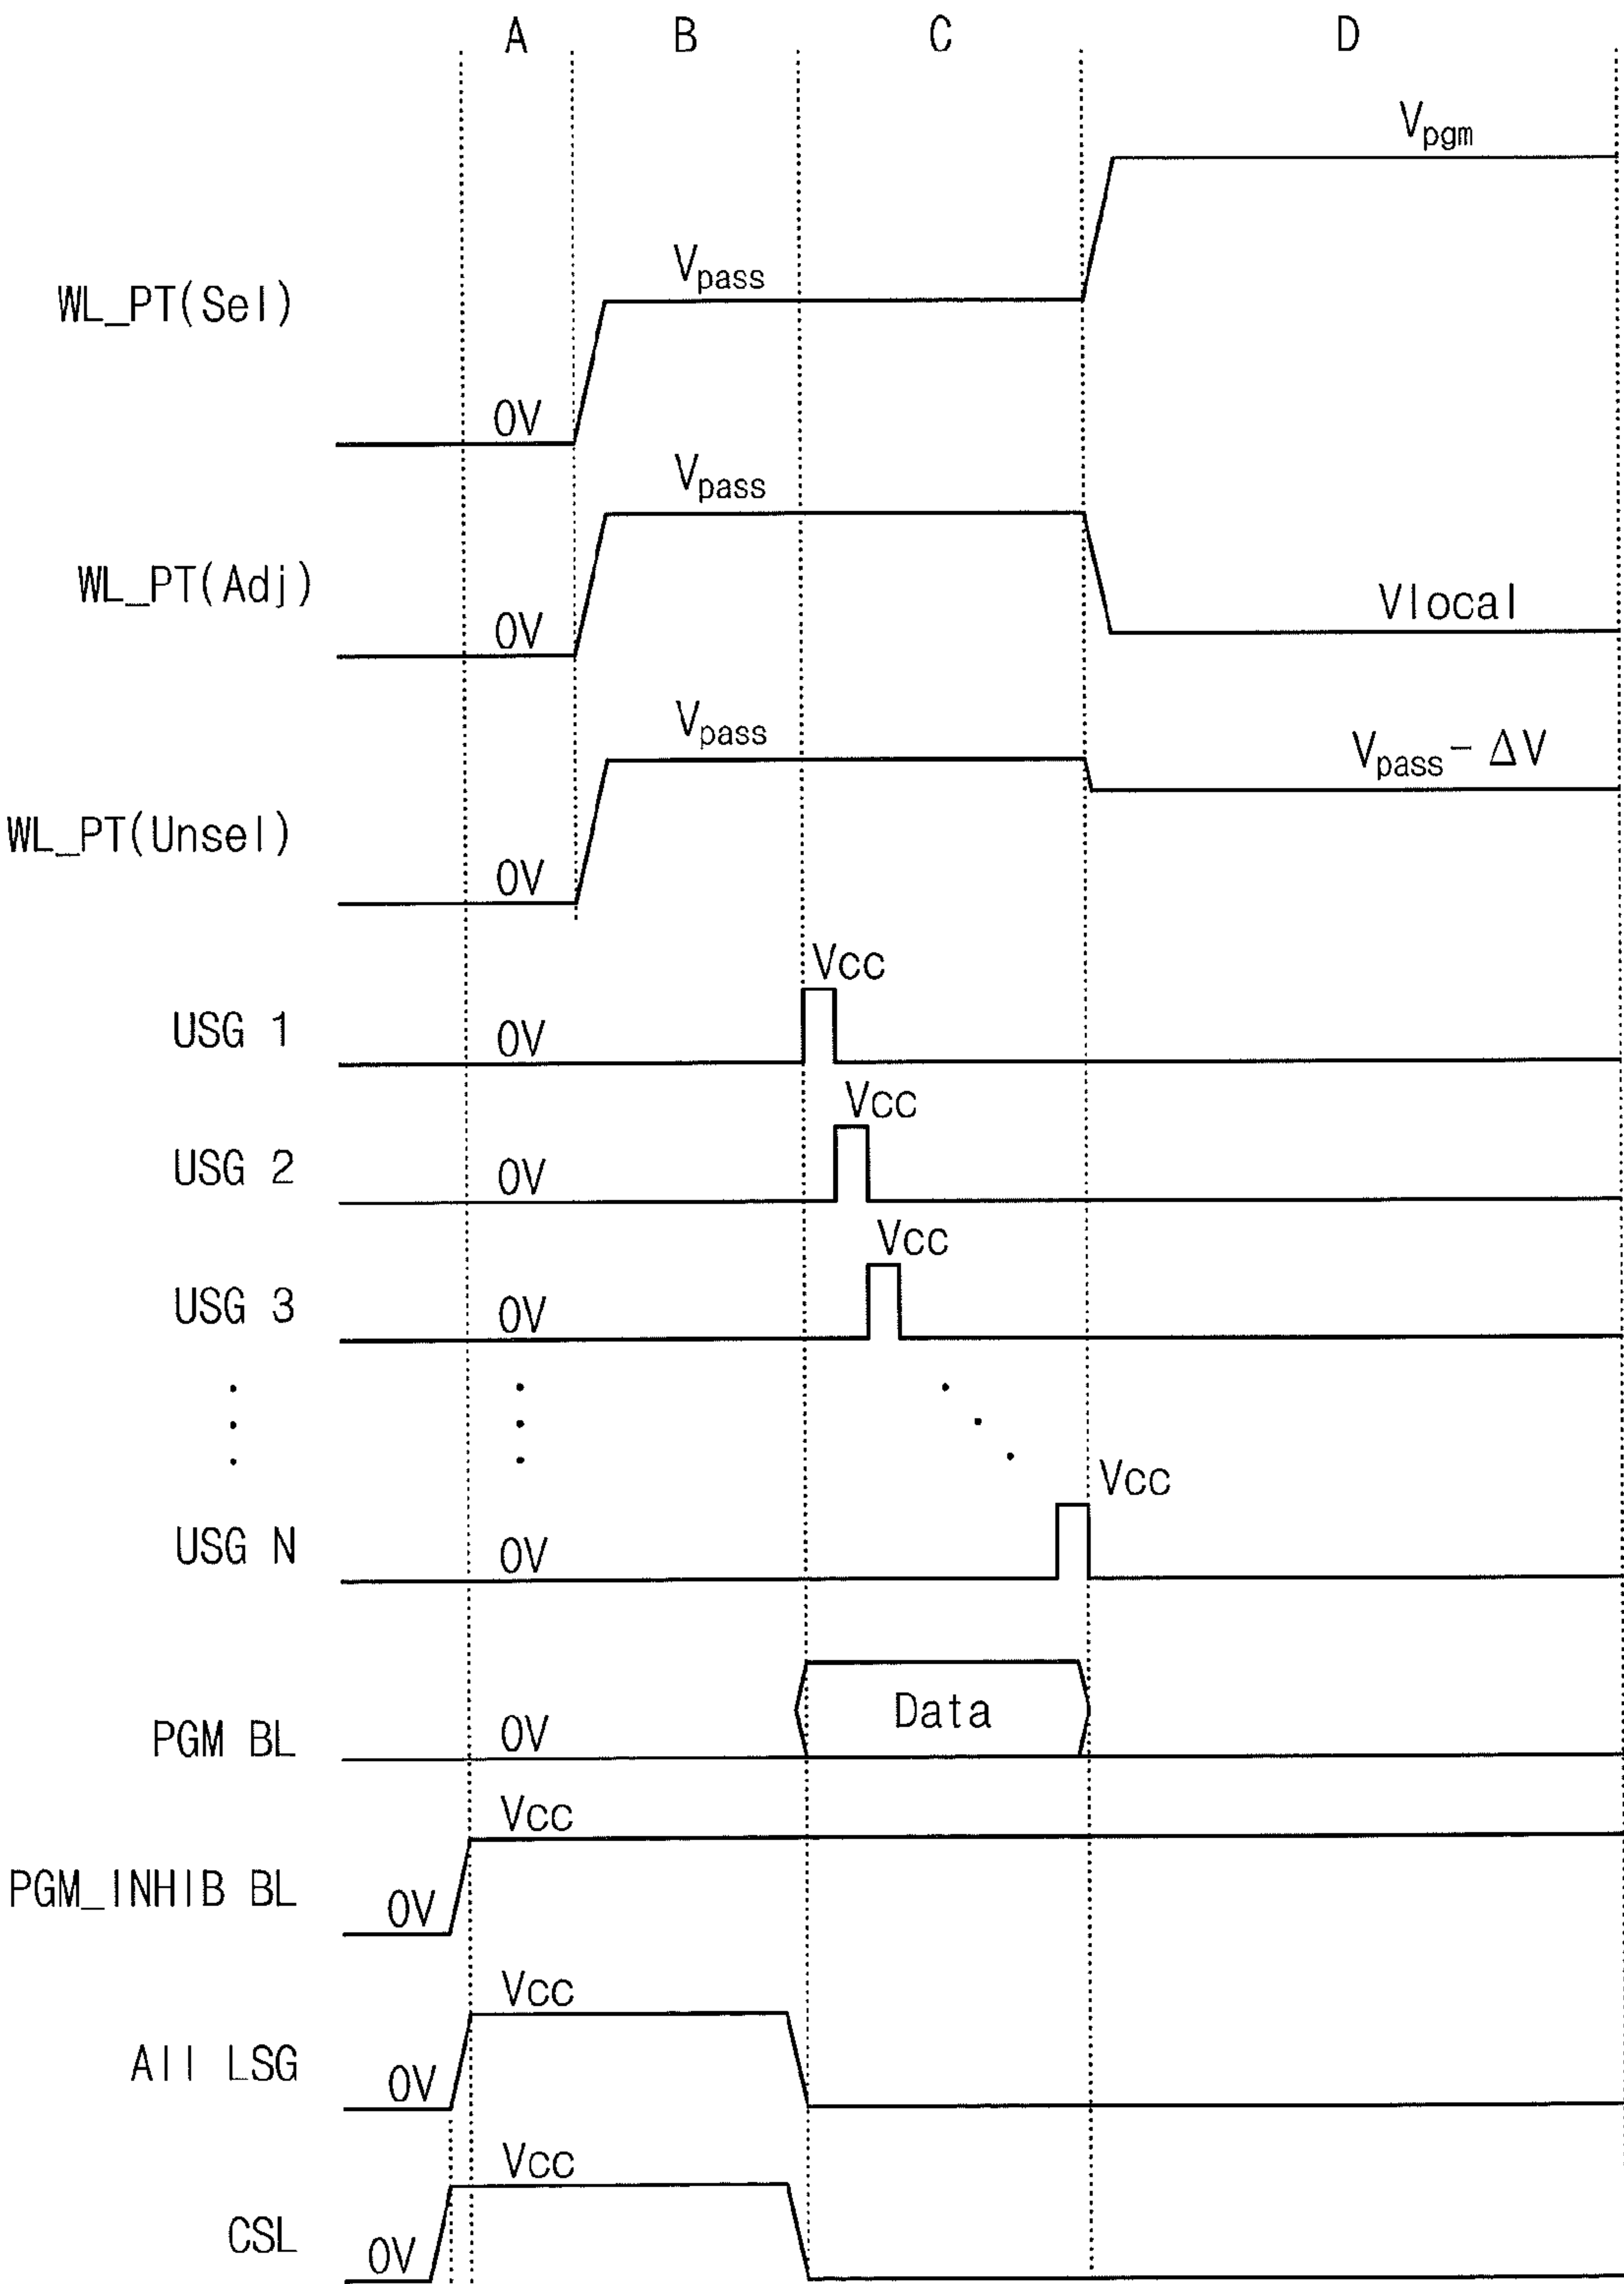 A B C D
Vpgm
Vpass
WL_PT(Sel)
0V
Vpass
WL_PT(Adj)
Vlocal
0V
Vpass
Vpass- ΔV
WL_PT(Unsel)
0V
Vcc
USG 1
0V
Vcc
USG 2
0V
Vcc
USG 3
0V
Vcc
USG N
0V
Data
PGM BL
0V
Vcc
PGM_INHIB BL
0V
Vcc
All LSG
0V
Vcc
CSL
0V